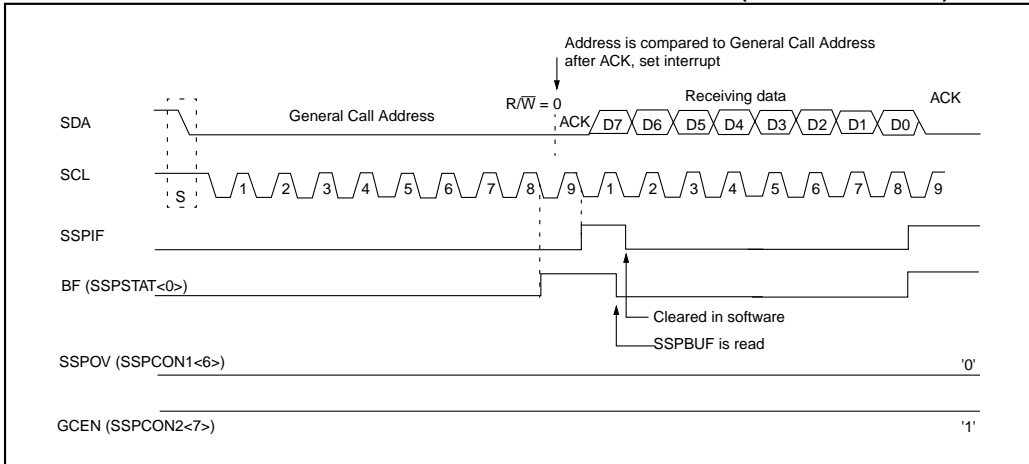 Address is compared to General Call Address
after ACK, set interrupt
R/W̅ = 0
Receiving data
ACK
SDA
General Call Address
ACK
D7 D6 D5 D4 D3 D2 D1 D0
SCL
S
1 2 3 4 5 6 7 8 9 1 2 3 4 5 6 7 8 9
SSPIF
BF (SSPSTAT<0>)
Cleared in software
SSPBUF is read
SSPOV (SSPCON1<6>)
'0'
GCEN (SSPCON2<7>)
'1'